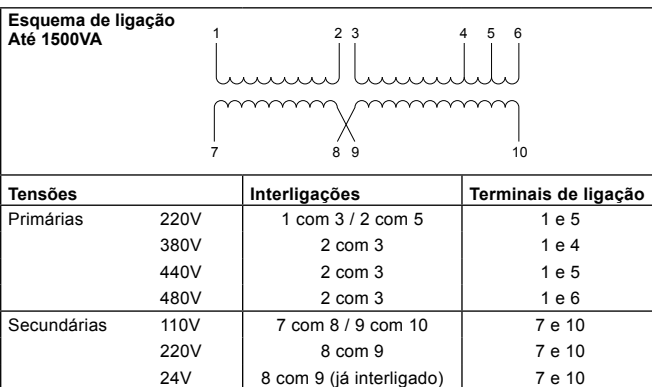 Esquema de ligação
Até 1500VA
1 2 3 4 5 6
7 8 9 10
Tensões Interligações Terminais de ligação
Primárias 220V 1 com 3 / 2 com 5 1 e 5
380V 2 com 3 1 e 4
440V 2 com 3 1 e 5
480V 2 com 3 1 e 6
Secundárias 110V 7 com 8 / 9 com 10 7 e 10
220V 8 com 9 7 e 10
24V 8 com 9 (já interligado) 7 e 10